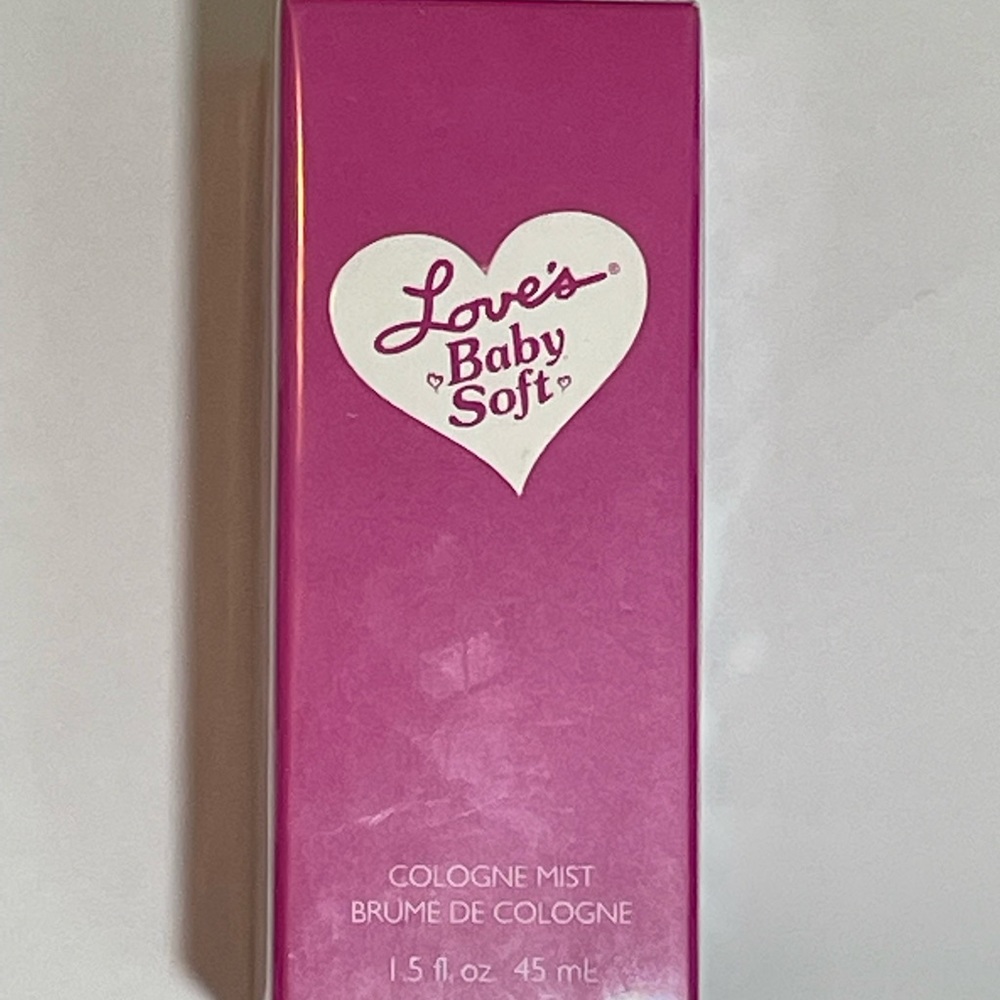 Love's®
Baby
Soft
COLOGNE MIST
BRUME DE COLOGNE
1.5 fl. oz 45 mL